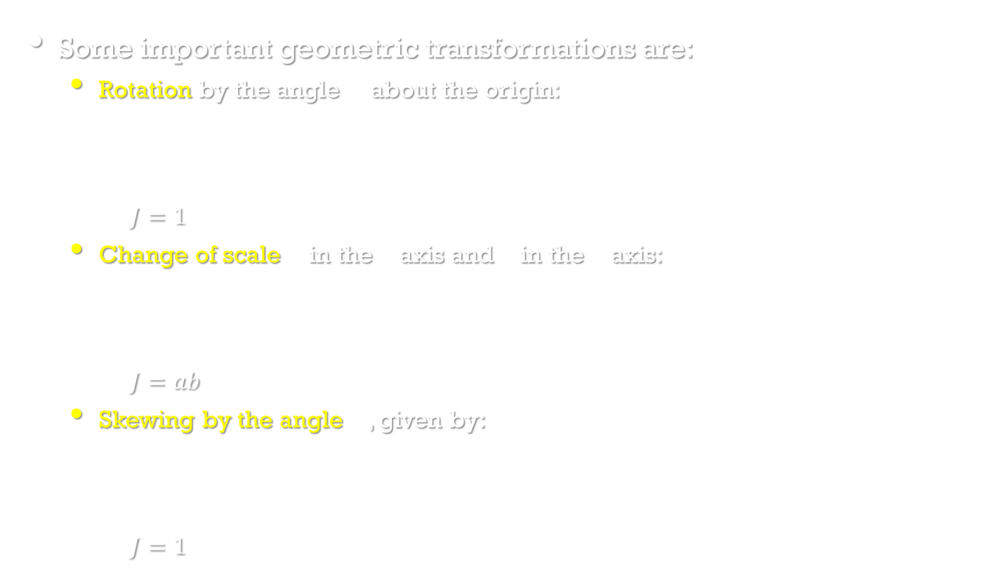 • Some important geometric transformations are:
• Rotation by the angle about the origin:
J = 1
• Change of scale in the axis and in the axis:
J = ab
• Skewing by the angle , given by:
J = 1